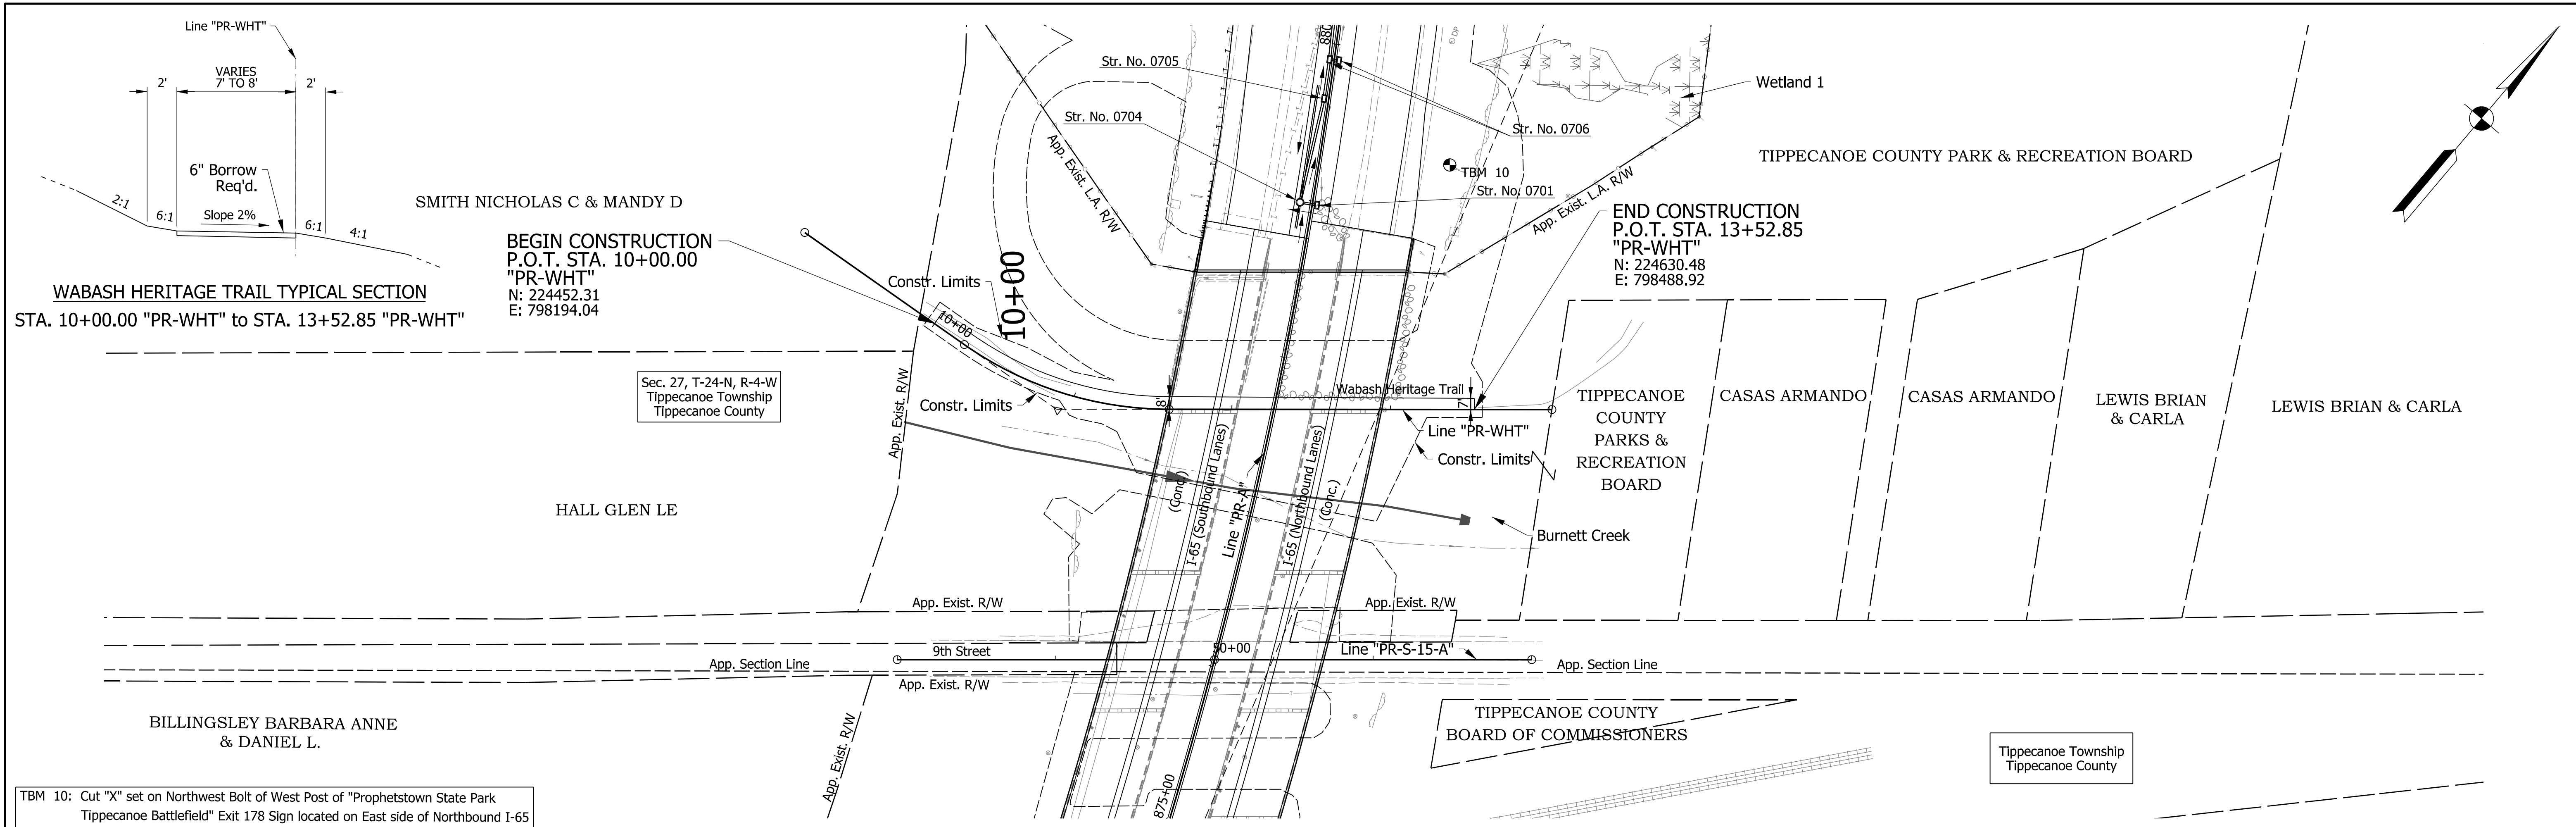 Line "PR-WHT"
VARIES
7' TO 8'
2'
2'
6" Borrow
Req'd.
Slope 2%
2:1
6:1
6:1
4:1
WABASH HERITAGE TRAIL TYPICAL SECTION
STA. 10+00.00 "PR-WHT" to STA. 13+52.85 "PR-WHT"
SMITH NICHOLAS C & MANDY D
BEGIN CONSTRUCTION
P.O.T. STA. 10+00.00
"PR-WHT"
N: 224452.31
E: 798194.04
Constr. Limits
10+00
10+00
Constr. Limits
Sec. 27, T-24-N, R-4-W
Tippecanoe Township
Tippecanoe County
App. Exist. R/W
App. Exist. L.A. R/W
Str. No. 0705
Str. No. 0704
880
DP
Str. No. 0706
TBM 10
Str. No. 0701
Wetland 1
App. Exist. L.A. R/W
TIPPECANOE COUNTY PARK & RECREATION BOARD
END CONSTRUCTION
P.O.T. STA. 13+52.85
"PR-WHT"
N: 224630.48
E: 798488.92
8'
Wabash Heritage Trail
7'
Line "PR-WHT"
Constr. Limits
TIPPECANOE
COUNTY
PARKS &
RECREATION
BOARD
CASAS ARMANDO
CASAS ARMANDO
LEWIS BRIAN
& CARLA
LEWIS BRIAN & CARLA
HALL GLEN LE
(Conc.)
I-65 (Southbound Lanes)
Line "PR-A"
I-65 (Northbound Lanes)
(Conc.)
Burnett Creek
App. Exist. R/W
App. Exist. R/W
9th Street
50+00
Line "PR-S-15-A"
App. Section Line
App. Section Line
App. Exist. R/W
App. Exist. R/W
875+00
BILLINGSLEY BARBARA ANNE
& DANIEL L.
TIPPECANOE COUNTY
BOARD OF COMMISSIONERS
Tippecanoe Township
Tippecanoe County
TBM 10: Cut "X" set on Northwest Bolt of West Post of "Prophetstown State Park
Tippecanoe Battlefield" Exit 178 Sign located on East side of Northbound I-65